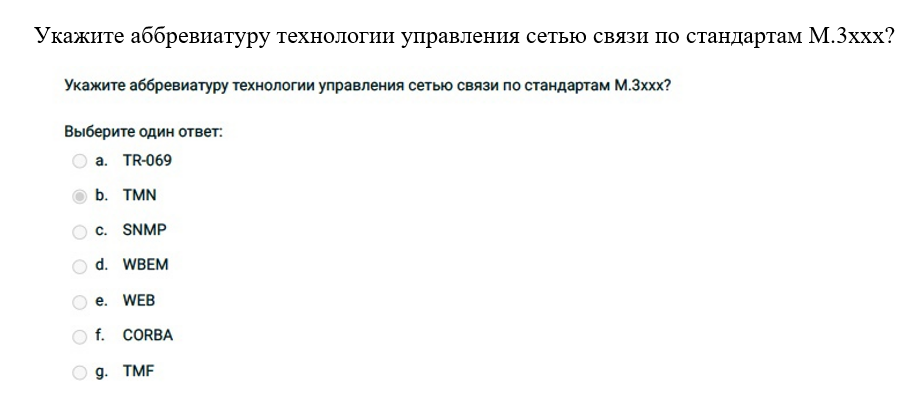 Укажите аббревиатуру технологии управления сетью связи по стандартам М.3ххх?
Укажите аббревиатуру технологии управления сетью связи по стандартам М.3ххх?
Выберите один ответ:
a. TR-069
b. TMN
c. SNMP
d. WBEM
e. WEB
f. CORBA
g. TMF